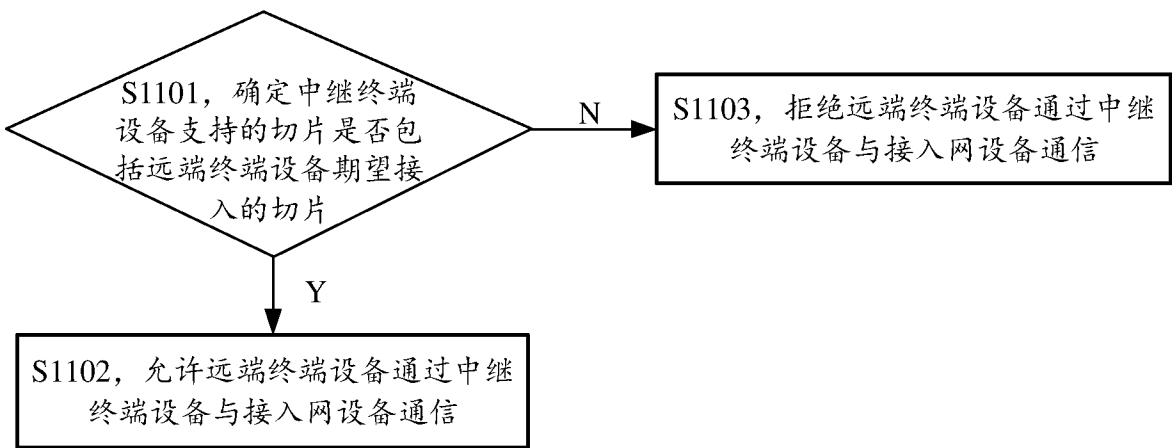 S1101，确定中继终端
设备支持的切片是否包
括远端终端设备期望接
入的切片
N
S1103，拒绝远端终端设备通过中继
终端设备与接入网设备通信
Y
S1102，允许远端终端设备通过中继
终端设备与接入网设备通信